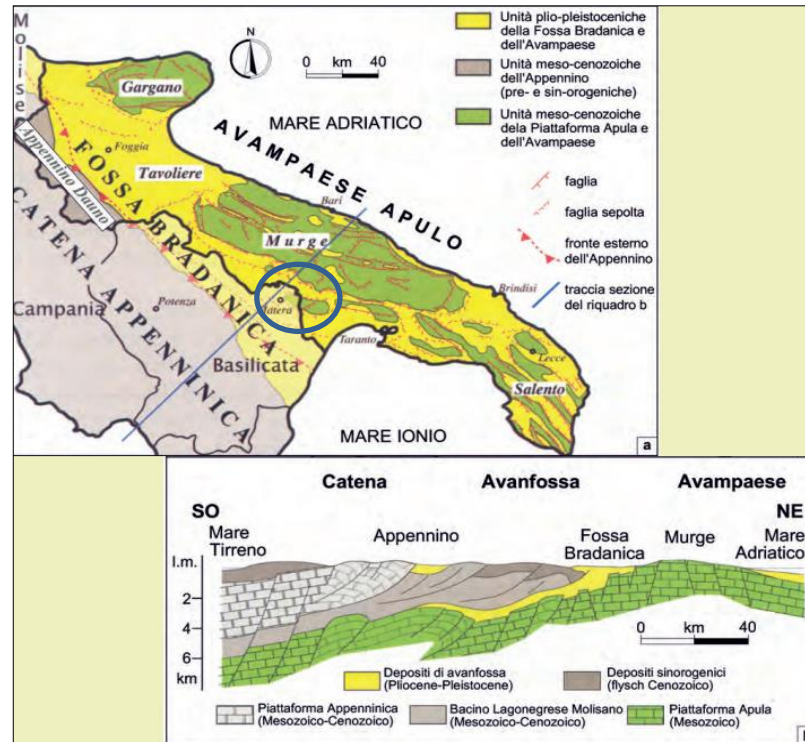 Molise
N
0 km 40
Gargano
MARE ADRIATICO
Foggia
Appennino Dauno
FOSSA BRADANICA
Tavoliere
AVAMPAESE APULO
Bari
Murge
CATENA APPENNINICA
Campania
Potenza
Matera
Brindisi
Taranto
Lecce
Basilicata
Salento
MARE IONIO
a
Unità plio-pleistoceniche
della Fossa Bradanica e
dell'Avampaese
Unità meso-cenozoiche
dell'Appennino
(pre- e sin-orogeniche)
Unità meso-cenozoiche
dela Piattaforma Apula e
dell'Avampaese
faglia
faglia sepolta
fronte esterno
dell'Appennino
traccia sezione
del riquadro b
Catena Avanfossa Avampaese
SO NE
Mare
Tirreno
Appennino
Fossa
Bradanica
Murge
Mare
Adriatico
l.m.
2
4
6
km
0 km 40
Depositi di avanfossa
(Pliocene-Pleistocene)
Depositi sinorogenici
(flysch Cenozoico)
Piattaforma Appenninica
(Mesozoico-Cenozoico)
Bacino Lagonegrese Molisano
(Mesozoico-Cenozoico)
Piattaforma Apula
(Mesozoico)